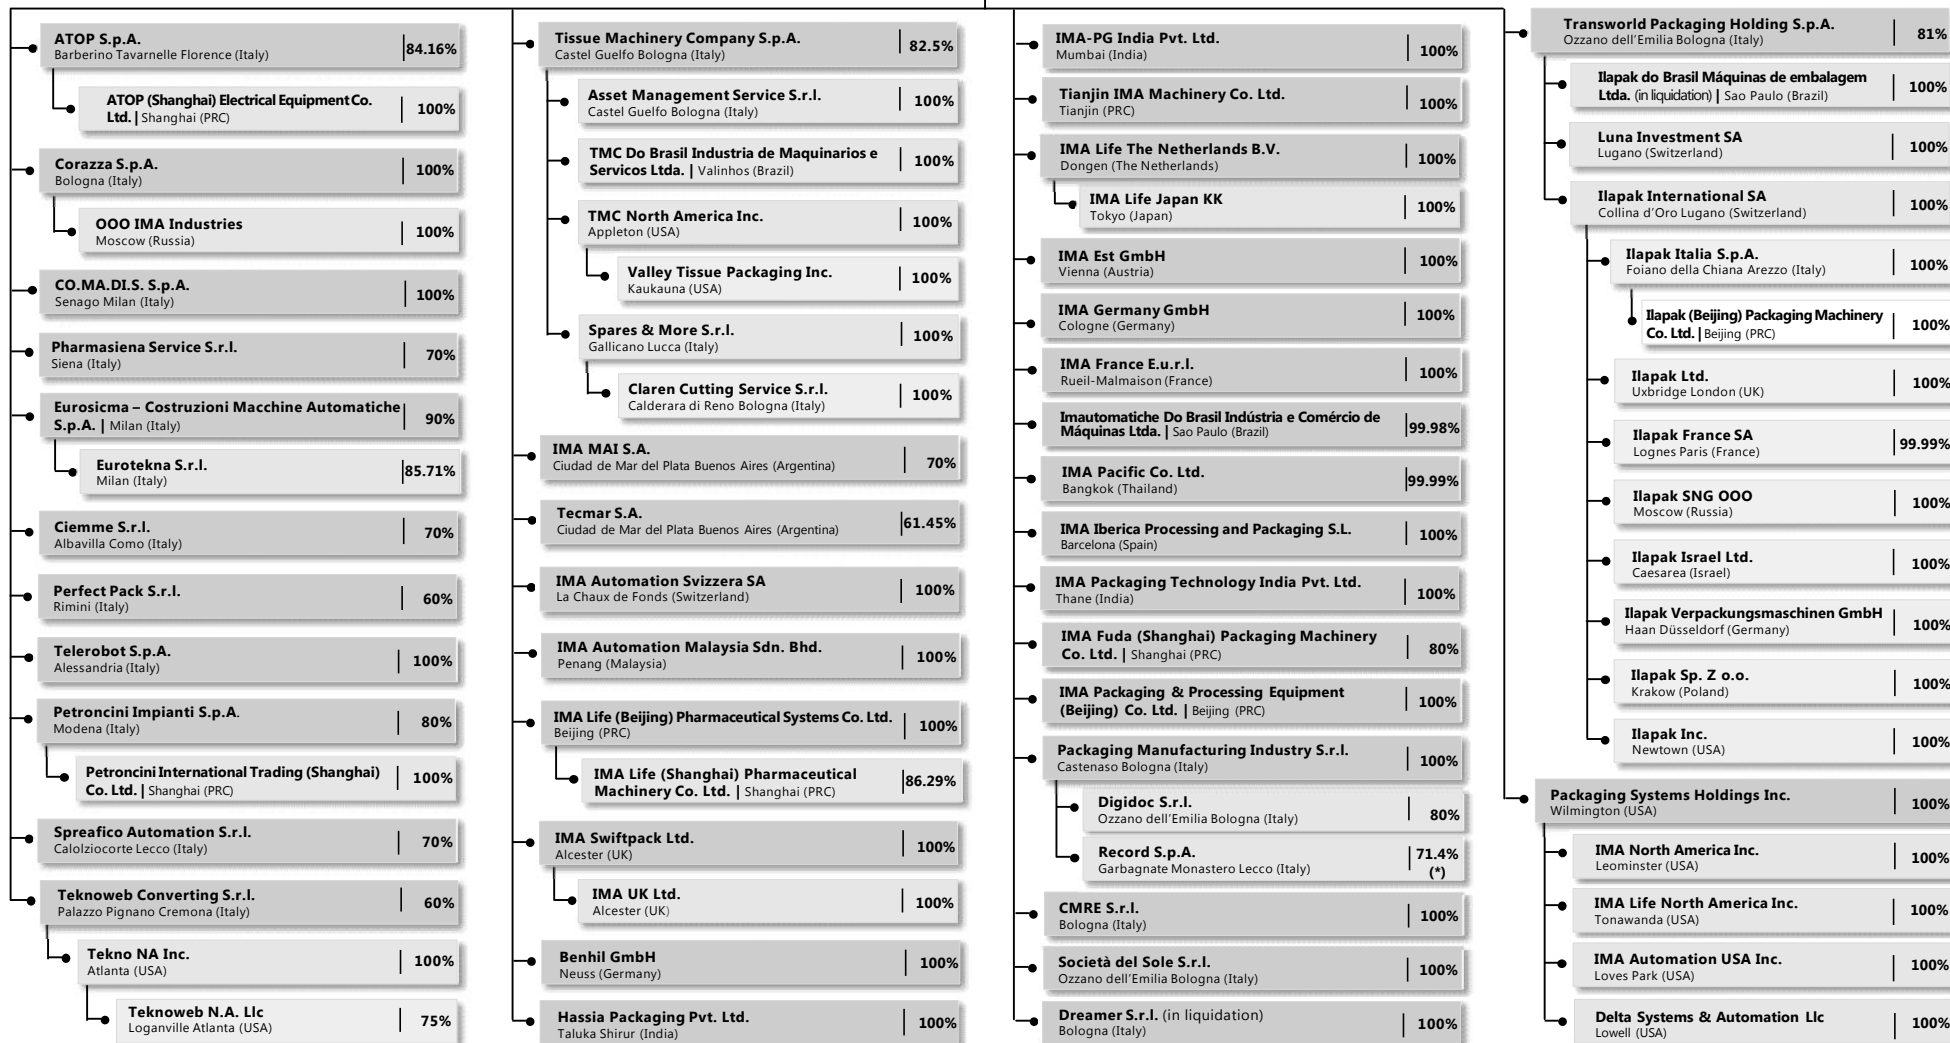 ATOP S.p.A.
Barberino Tavarnelle Florence (Italy)
84.16%
ATOP (Shanghai) Electrical Equipment Co.
Ltd. | Shanghai (PRC)
100%
Corazza S.p.A.
Bologna (Italy)
100%
OOO IMA Industries
Moscow (Russia)
100%
CO.MA.DI.S. S.p.A.
Senago Milan (Italy)
100%
Pharmasiena Service S.r.l.
Siena (Italy)
70%
Eurosicma – Costruzioni Macchine Automatiche
S.p.A. | Milan (Italy)
90%
Eurotekna S.r.l.
Milan (Italy)
85.71%
Ciemme S.r.l.
Albavilla Como (Italy)
70%
Perfect Pack S.r.l.
Rimini (Italy)
60%
Telerobot S.p.A.
Alessandria (Italy)
100%
Petroncini Impianti S.p.A.
Modena (Italy)
80%
Petroncini International Trading (Shanghai)
Co. Ltd. | Shanghai (PRC)
100%
Spreafico Automation S.r.l.
Calolziocorte Lecco (Italy)
70%
Teknoweb Converting S.r.l.
Palazzo Pignano Cremona (Italy)
60%
Tekno NA Inc.
Atlanta (USA)
100%
Teknoweb N.A. Llc
Loganville Atlanta (USA)
75%
Tissue Machinery Company S.p.A.
Castel Guelfo Bologna (Italy)
82.5%
Asset Management Service S.r.l.
Castel Guelfo Bologna (Italy)
100%
TMC Do Brasil Industria de Maquinarios e
Servicos Ltda. | Valinhos (Brazil)
100%
TMC North America Inc.
Appleton (USA)
100%
Valley Tissue Packaging Inc.
Kaukauna (USA)
100%
Spares & More S.r.l.
Gallicano Lucca (Italy)
100%
Claren Cutting Service S.r.l.
Calderara di Reno Bologna (Italy)
100%
IMA MAI S.A.
Ciudad de Mar del Plata Buenos Aires (Argentina)
70%
Tecmar S.A.
Ciudad de Mar del Plata Buenos Aires (Argentina)
61.45%
IMA Automation Svizzera SA
La Chaux de Fonds (Switzerland)
100%
IMA Automation Malaysia Sdn. Bhd.
Penang (Malaysia)
100%
IMA Life (Beijing) Pharmaceutical Systems Co. Ltd.
Beijing (PRC)
100%
IMA Life (Shanghai) Pharmaceutical
Machinery Co. Ltd. | Shanghai (PRC)
86.29%
IMA Swiftpack Ltd.
Alcester (UK)
100%
IMA UK Ltd.
Alcester (UK)
100%
Benhil GmbH
Neuss (Germany)
100%
Hassia Packaging Pvt. Ltd.
Taluka Shirur (India)
100%
IMA-PG India Pvt. Ltd.
Mumbai (India)
100%
Tianjin IMA Machinery Co. Ltd.
Tianjin (PRC)
100%
IMA Life The Netherlands B.V.
Dongen (The Netherlands)
100%
IMA Life Japan KK
Tokyo (Japan)
100%
IMA Est GmbH
Vienna (Austria)
100%
IMA Germany GmbH
Cologne (Germany)
100%
IMA France E.u.r.l.
Rueil-Malmaison (France)
100%
Imautomatiche Do Brasil Indústria e Comércio de
Máquinas Ltda. | Sao Paulo (Brazil)
99.98%
IMA Pacific Co. Ltd.
Bangkok (Thailand)
99.99%
IMA Iberica Processing and Packaging S.L.
Barcelona (Spain)
100%
IMA Packaging Technology India Pvt. Ltd.
Thane (India)
100%
IMA Fuda (Shanghai) Packaging Machinery
Co. Ltd. | Shanghai (PRC)
80%
IMA Packaging & Processing Equipment
(Beijing) Co. Ltd. | Beijing (PRC)
100%
Packaging Manufacturing Industry S.r.l.
Castenaso Bologna (Italy)
100%
Digidoc S.r.l.
Ozzano dell'Emilia Bologna (Italy)
80%
Record S.p.A.
Garbagnate Monastero Lecco (Italy)
71.4%
(*)
CMRE S.r.l.
Bologna (Italy)
100%
Società del Sole S.r.l.
Ozzano dell'Emilia Bologna (Italy)
100%
Dreamer S.r.l. (in liquidation)
Bologna (Italy)
100%
Transworld Packaging Holding S.p.A.
Ozzano dell'Emilia Bologna (Italy)
81%
Ilapak do Brasil Máquinas de embalagem
Ltda. (in liquidation) | Sao Paulo (Brazil)
100%
Luna Investment SA
Lugano (Switzerland)
100%
Ilapak International SA
Collina d'Oro Lugano (Switzerland)
100%
Ilapak Italia S.p.A.
Foiano della Chiana Arezzo (Italy)
100%
Ilapak (Beijing) Packaging Machinery
Co. Ltd. | Beijing (PRC)
100%
Ilapak Ltd.
Uxbridge London (UK)
100%
Ilapak France SA
Lognes Paris (France)
99.99%
Ilapak SNG OOO
Moscow (Russia)
100%
Ilapak Israel Ltd.
Caesarea (Israel)
100%
Ilapak Verpackungsmaschinen GmbH
Haan Düsseldorf (Germany)
100%
Ilapak Sp. Z o.o.
Krakow (Poland)
100%
Ilapak Inc.
Newtown (USA)
100%
Packaging Systems Holdings Inc.
Wilmington (USA)
100%
IMA North America Inc.
Leominster (USA)
100%
IMA Life North America Inc.
Tonawanda (USA)
100%
IMA Automation USA Inc.
Loves Park (USA)
100%
Delta Systems & Automation Llc
Lowell (USA)
100%